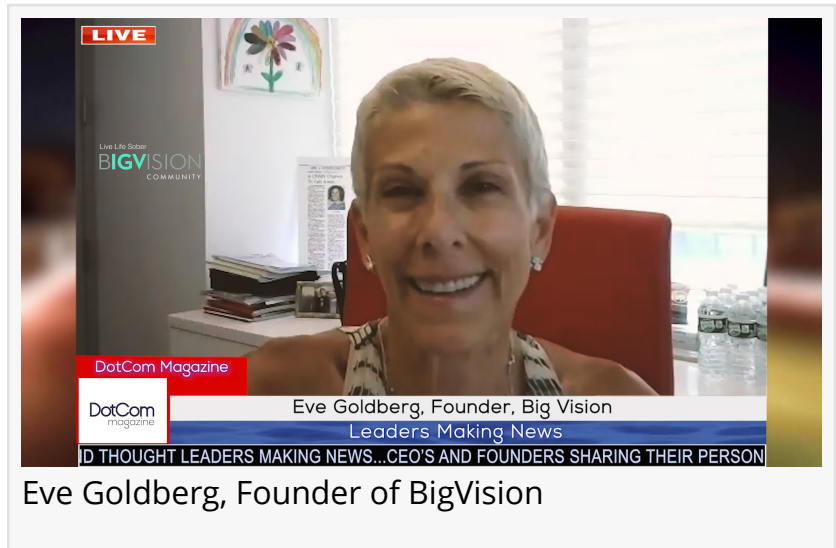 LIVE
Live Life Sober
BIGVISION
COMMUNITY
DotCom Magazine
DotCom
magazine
Eve Goldberg, Founder, Big Vision
Leaders Making News
ID THOUGHT LEADERS MAKING NEWS...CEO'S AND FOUNDERS SHARING THEIR PERSON
Eve Goldberg, Founder of BigVision